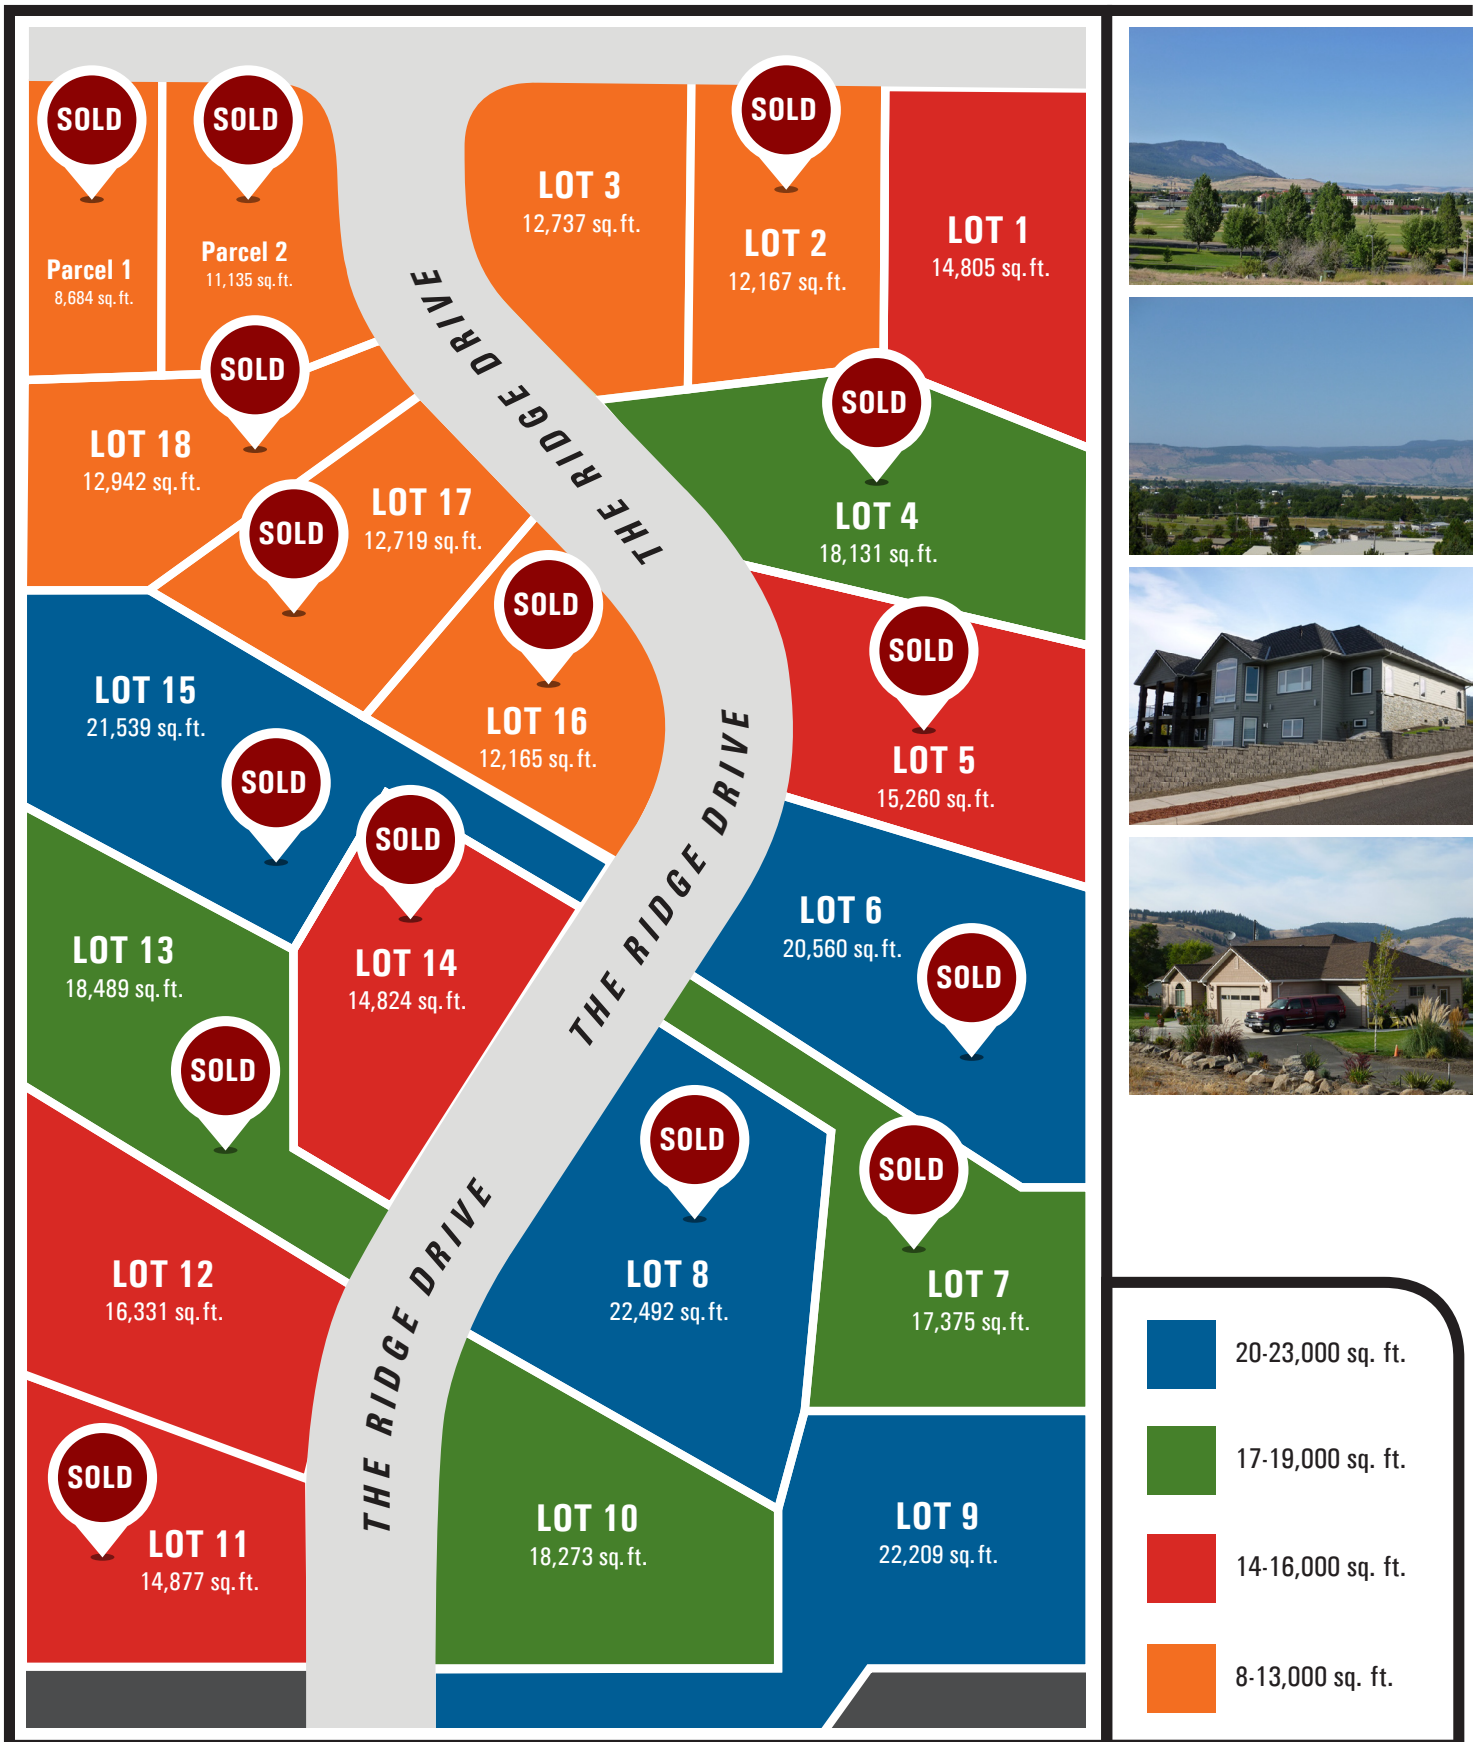 SOLD
SOLD
SOLD
LOT 3
12,737 sq.ft.
LOT 2
12,167 sq.ft.
LOT 1
14,805 sq.ft.
Parcel 1
8,684 sq.ft.
Parcel 2
11,135 sq.ft.
THE RIDGE DRIVE
SOLD
SOLD
LOT 18
12,942 sq.ft.
LOT 17
12,719 sq.ft.
SOLD
LOT 4
18,131 sq.ft.
SOLD
SOLD
LOT 15
21,539 sq.ft.
LOT 16
12,165 sq.ft.
LOT 5
15,260 sq.ft.
THE RIDGE DRIVE
SOLD
SOLD
LOT 6
20,560 sq.ft.
SOLD
LOT 13
18,489 sq.ft.
LOT 14
14,824 sq.ft.
SOLD
SOLD
SOLD
LOT 12
16,331 sq.ft.
THE RIDGE DRIVE
LOT 8
22,492 sq.ft.
LOT 7
17,375 sq.ft.
SOLD
LOT 11
14,877 sq.ft.
LOT 10
18,273 sq.ft.
LOT 9
22,209 sq.ft.
20-23,000 sq. ft.
17-19,000 sq. ft.
14-16,000 sq. ft.
8-13,000 sq. ft.